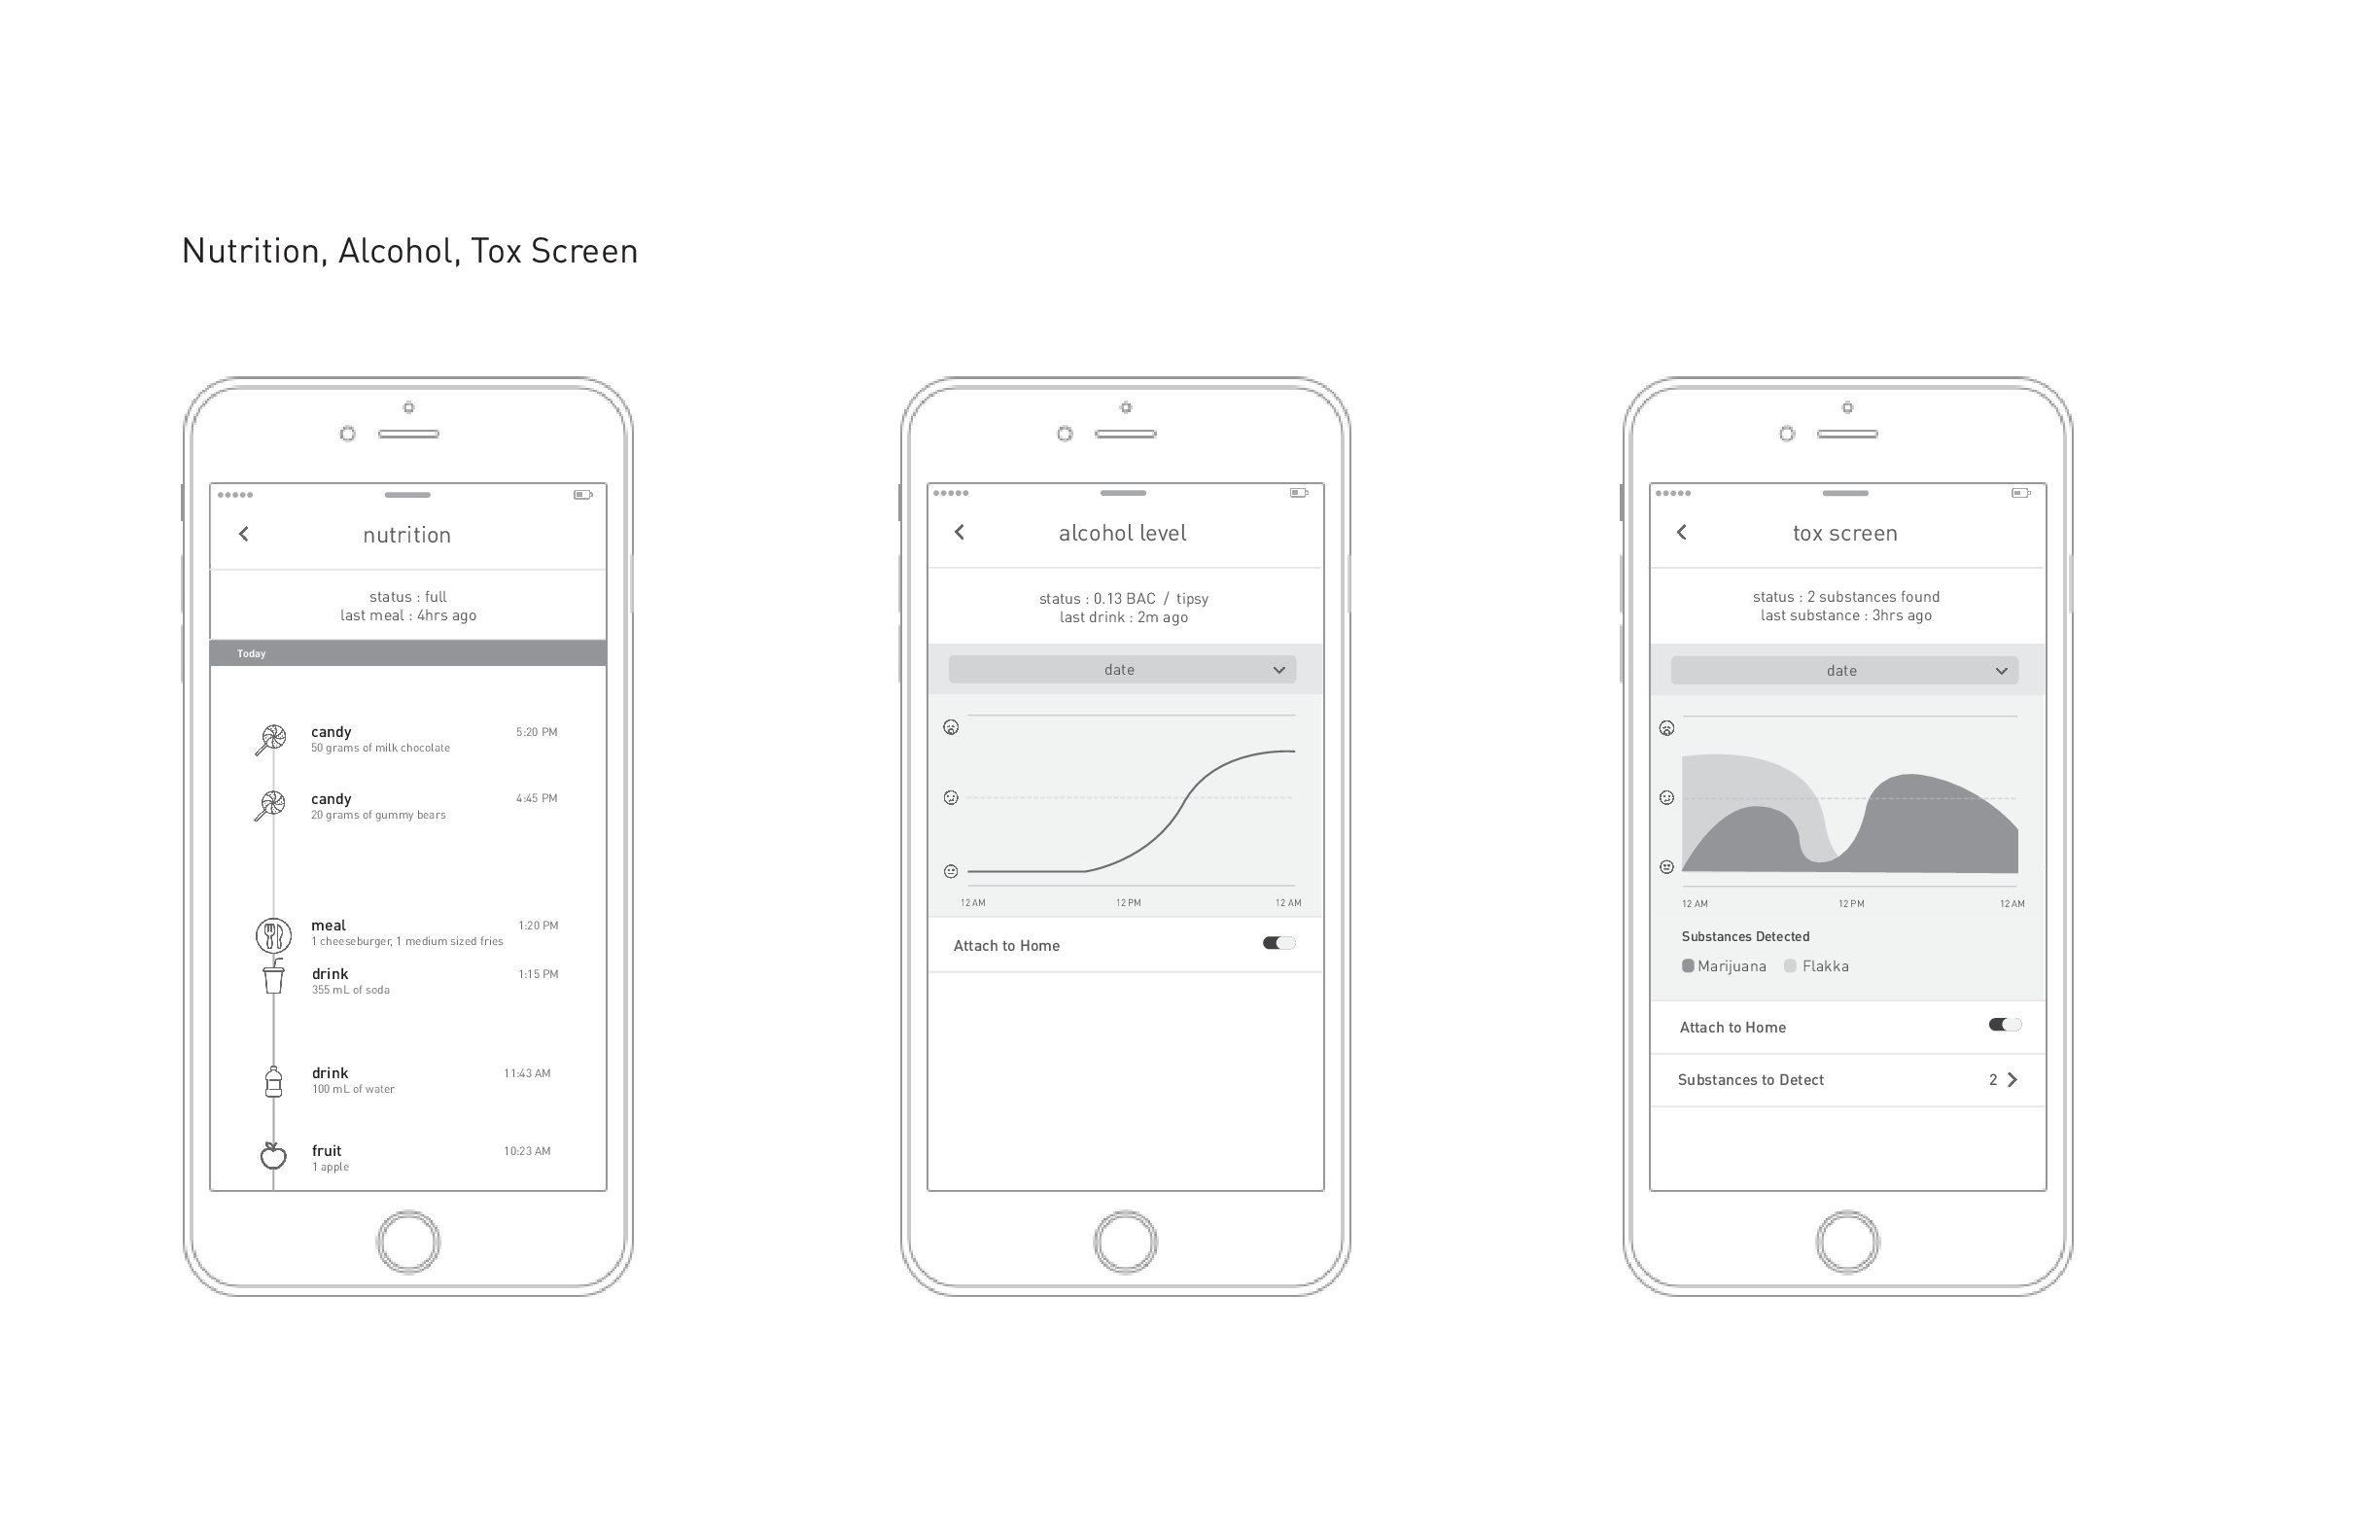 Nutrition, Alcohol, Tox Screen
nutrition
status : full
last meal : 4hrs ago
Today
candy 5:20 PM
50 grams of milk chocolate
candy 4:45 PM
20 grams of gummy bears
meal 1:20 PM
1 cheeseburger, 1 medium sized fries
drink 1:15 PM
355 mL of soda
drink 11:43 AM
100 mL of water
fruit 10:23 AM
1 apple
alcohol level
status : 0.13 BAC / tipsy
last drink : 2m ago
date
12 AM 12 PM 12 AM
Attach to Home
tox screen
status : 2 substances found
last substance : 3hrs ago
date
12 AM 12 PM 12 AM
Substances Detected
Marijuana Flakka
Attach to Home
Substances to Detect 2